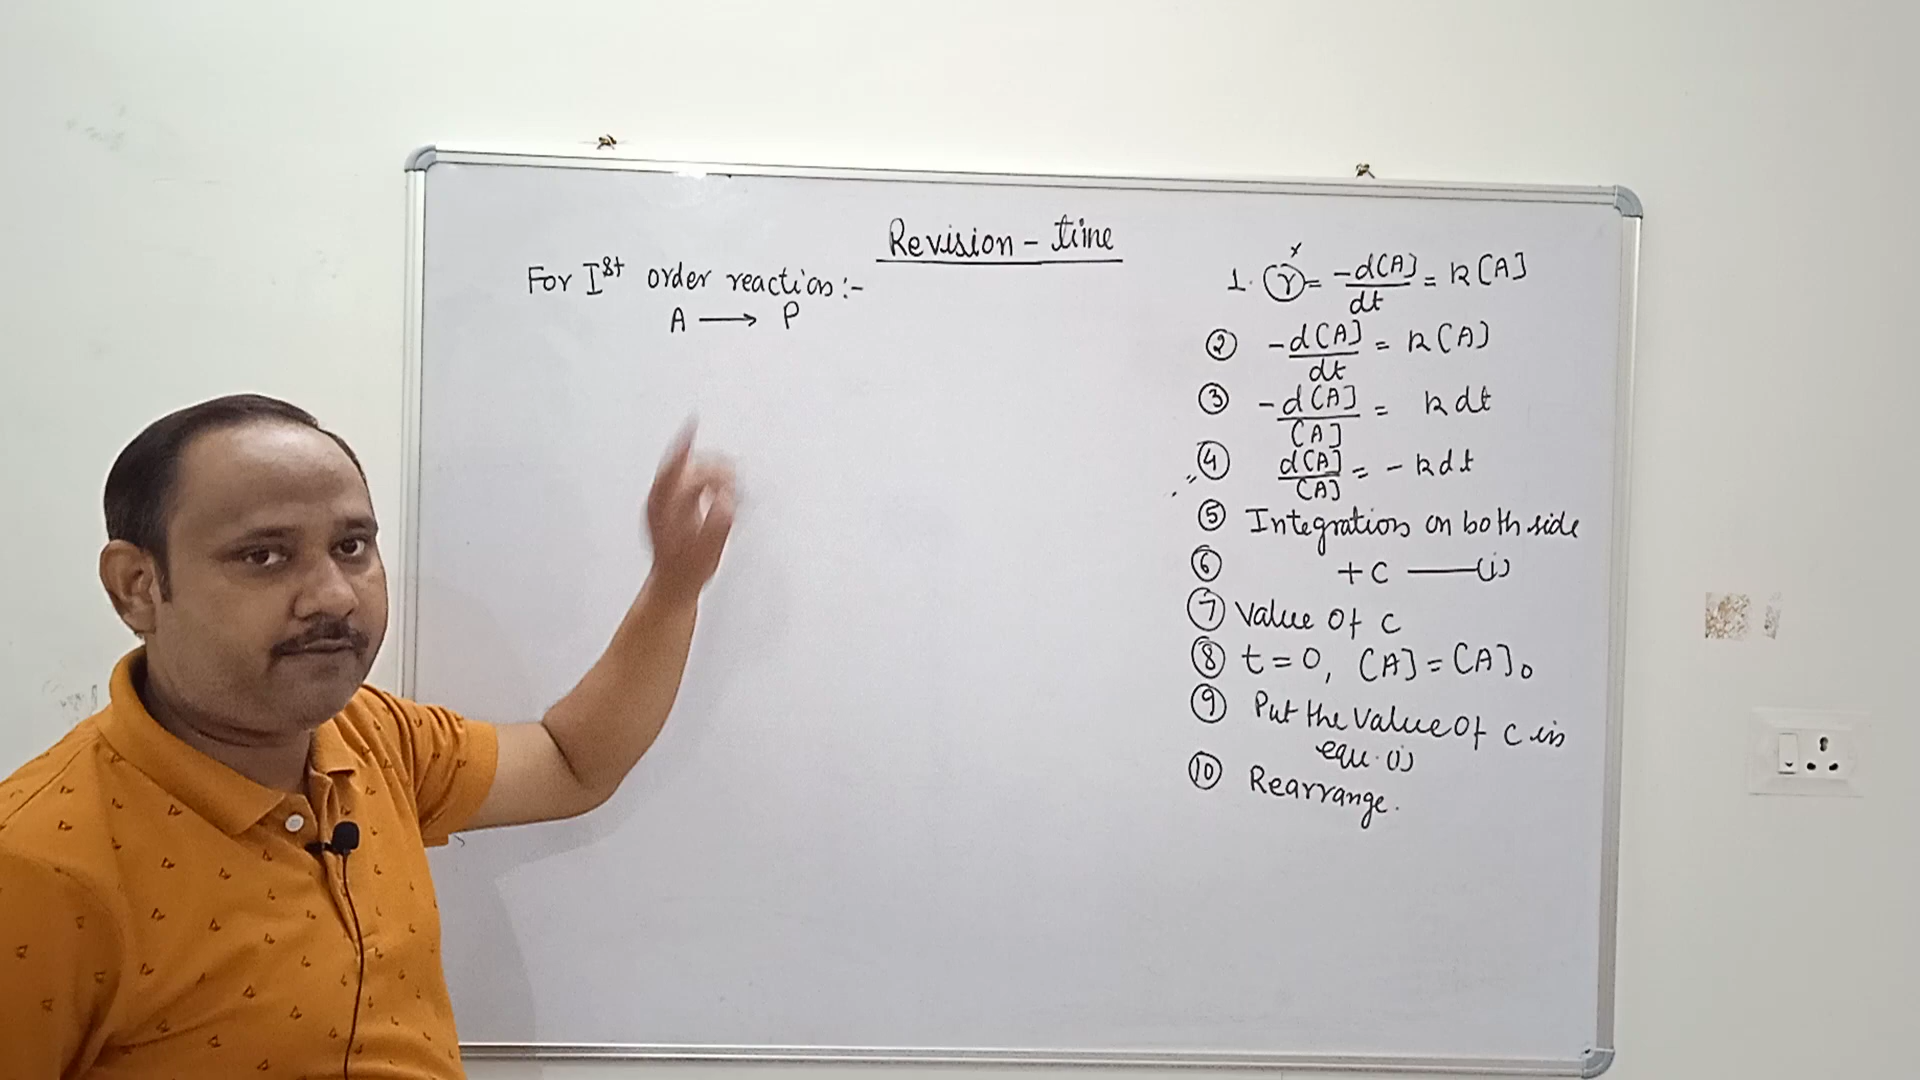 Revision - time
For Ist order reaction :-
A ⟶ P
1. r = -d[A]/dt = k[A]
② -d[A]/dt = k[A]
③ -d[A]/[A] = k dt
④ d[A]/[A] = - k dt
⑤ Integration on both side
⑥ + C —— (i)
⑦ Value of C
⑧ t = 0, [A] = [A]₀
⑨ Put the value of C in
equ. (i)
⑩ Rearrange.